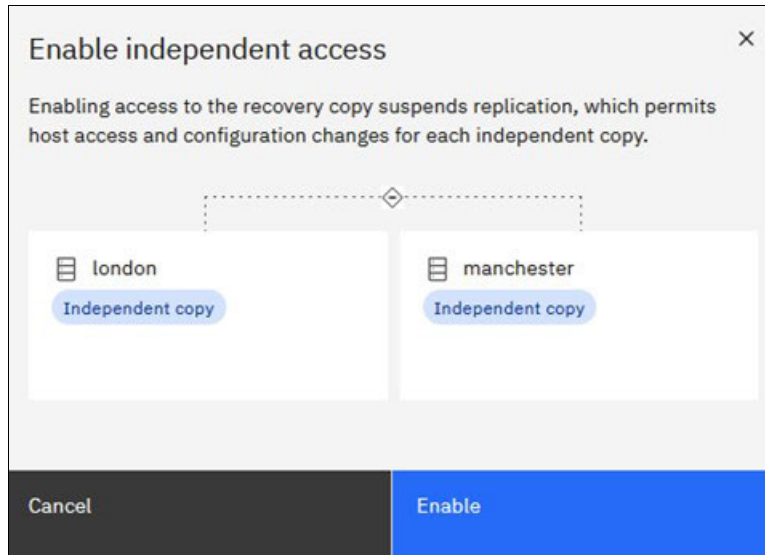 Enable independent access
Enabling access to the recovery copy suspends replication, which permits
host access and configuration changes for each independent copy.
london
Independent copy
manchester
Independent copy
Cancel
Enable